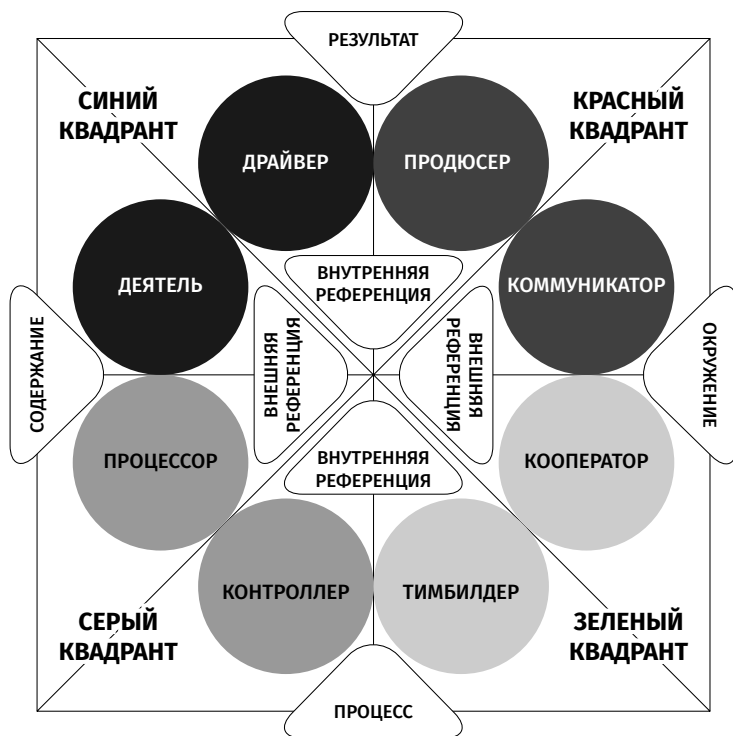 РЕЗУЛЬТАТ
СИНИЙ
КВАДРАНТ
КРАСНЫЙ
КВАДРАНТ
ДРАЙВЕР
ПРОДЮСЕР
ДЕЯТЕЛЬ
ВНУТРЕННЯЯ
РЕФЕРЕНЦИЯ
КОММУНИКАТОР
СОДЕРЖАНИЕ
ВНЕШНЯЯ
РЕФЕРЕНЦИЯ
ВНЕШНЯЯ
РЕФЕРЕНЦИЯ
ОКРУЖЕНИЕ
ПРОЦЕССОР
ВНУТРЕННЯЯ
РЕФЕРЕНЦИЯ
КООПЕРАТОР
КОНТРОЛЛЕР
ТИМБИЛДЕР
СЕРЫЙ
КВАДРАНТ
ЗЕЛЕНЫЙ
КВАДРАНТ
ПРОЦЕСС